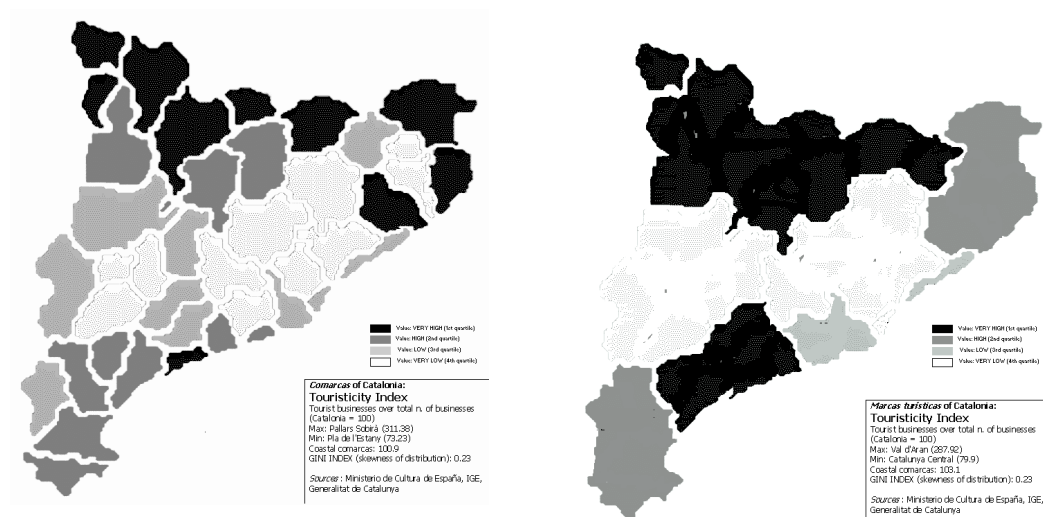 Value: VERY HIGH (1st quartile)
Value: HIGH (2nd quartile)
Value: LOW (3rd quartile)
Value: VERY LOW (4th quartile)
Comarcas of Catalonia:
Touristicity Index
Tourist businesses over total n. of businesses
(Catalonia = 100)
Max: Pallars Sobirà (311.38)
Min: Pla de l'Estany (73.23)
Coastal comarcas: 100.9
GINI INDEX (skewness of distribution): 0.23
Sources : Ministerio de Cultura de España, IGE,
Generalitat de Catalunya
Value: VERY HIGH (1st quartile)
Value: HIGH (2nd quartile)
Value: LOW (3rd quartile)
Value: VERY LOW (4th quartile)
Marcas turísticas of Catalonia:
Touristicity Index
Tourist businesses over total n. of businesses
(Catalonia = 100)
Max: Val d'Aran (287.92)
Min: Catalunya Central (79.9)
Coastal comarcas: 103.1
GINI INDEX (skewness of distribution): 0.23
Sources : Ministerio de Cultura de España, IGE,
Generalitat de Catalunya